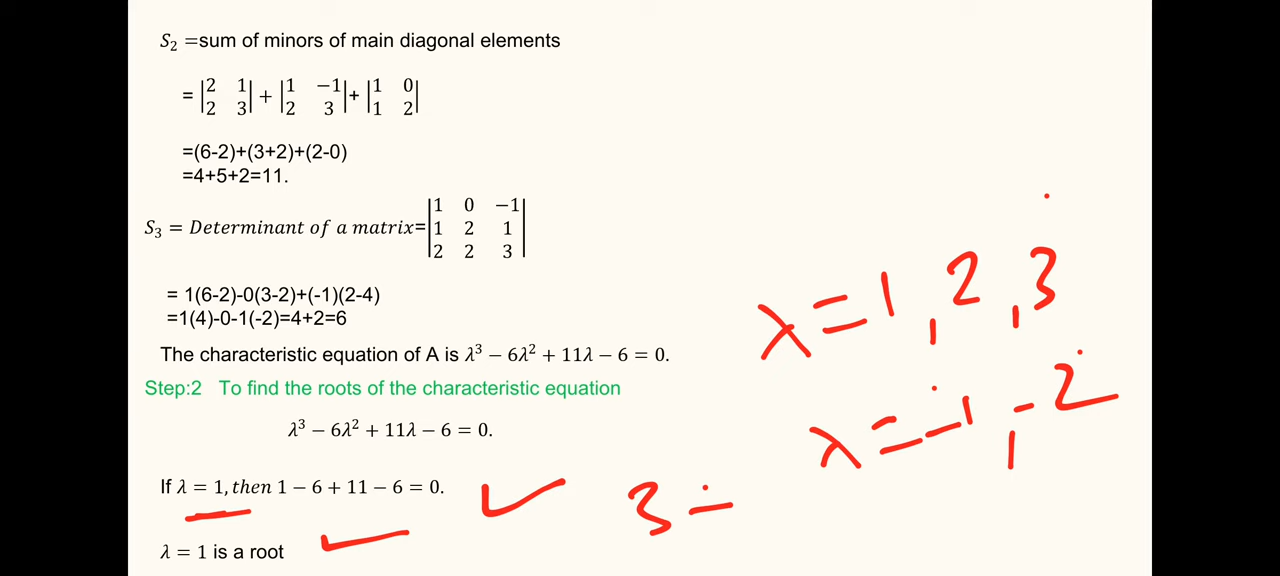 S₂ =sum of minors of main diagonal elements
= |2 1; 2 3| + |1 −1; 2 3|+ |1 0; 1 2|
=(6-2)+(3+2)+(2-0)
=4+5+2=11.
S₃ = Determinant of a matrix=|1 0 −1; 1 2 1; 2 2 3|
= 1(6-2)-0(3-2)+(-1)(2-4)
=1(4)-0-1(-2)=4+2=6
λ=1,2,3
The characteristic equation of A is λ³ − 6λ² + 11λ − 6 = 0.
Step:2 To find the roots of the characteristic equation
λ=-1,-2
λ³ − 6λ² + 11λ − 6 = 0.
If λ = 1, then 1 − 6 + 11 − 6 = 0.
3
λ = 1 is a root